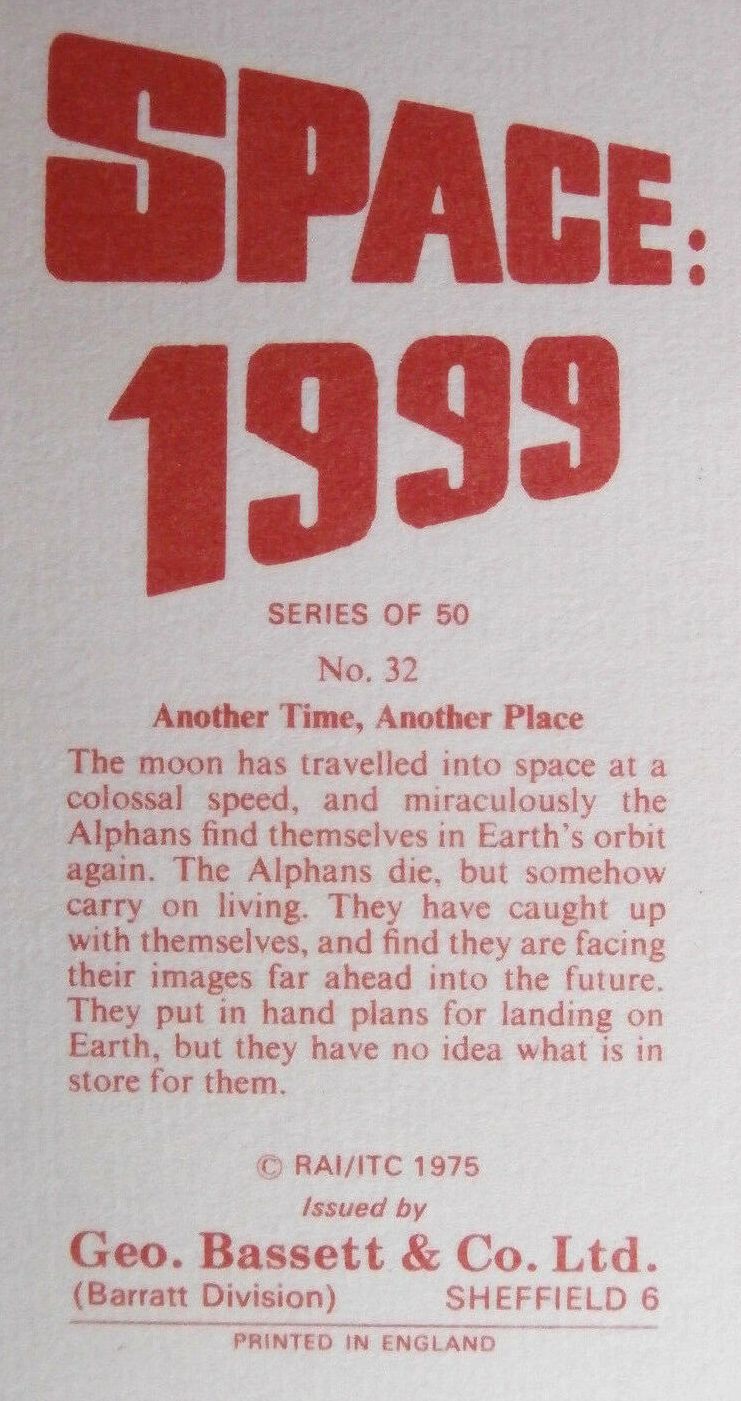 SPACE:
1999
SERIES OF 50
No. 32
Another Time, Another Place
The moon has travelled into space at a
colossal speed, and miraculously the
Alphans find themselves in Earth's orbit
again. The Alphans die, but somehow
carry on living. They have caught up
with themselves, and find they are facing
their images far ahead into the future.
They put in hand plans for landing on
Earth, but they have no idea what is in
store for them.
© RAI/ITC 1975
Issued by
Geo. Bassett & Co. Ltd.
(Barratt Division) SHEFFIELD 6
PRINTED IN ENGLAND